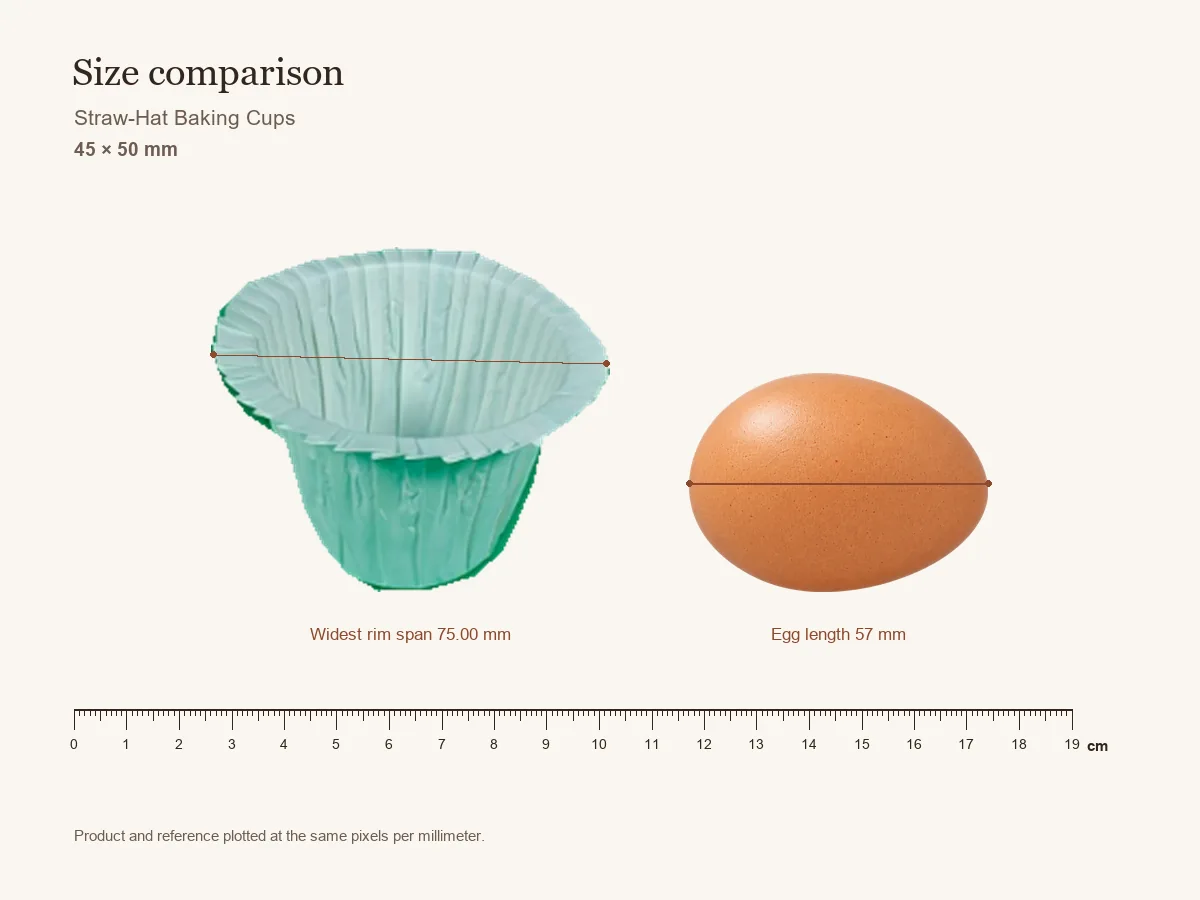 Size comparison
Straw-Hat Baking Cups
45 × 50 mm
Widest rim span 75.00 mm
Egg length 57 mm
0 1 2 3 4 5 6 7 8 9 10 11 12 13 14 15 16 17 18 19 cm
Product and reference plotted at the same pixels per millimeter.